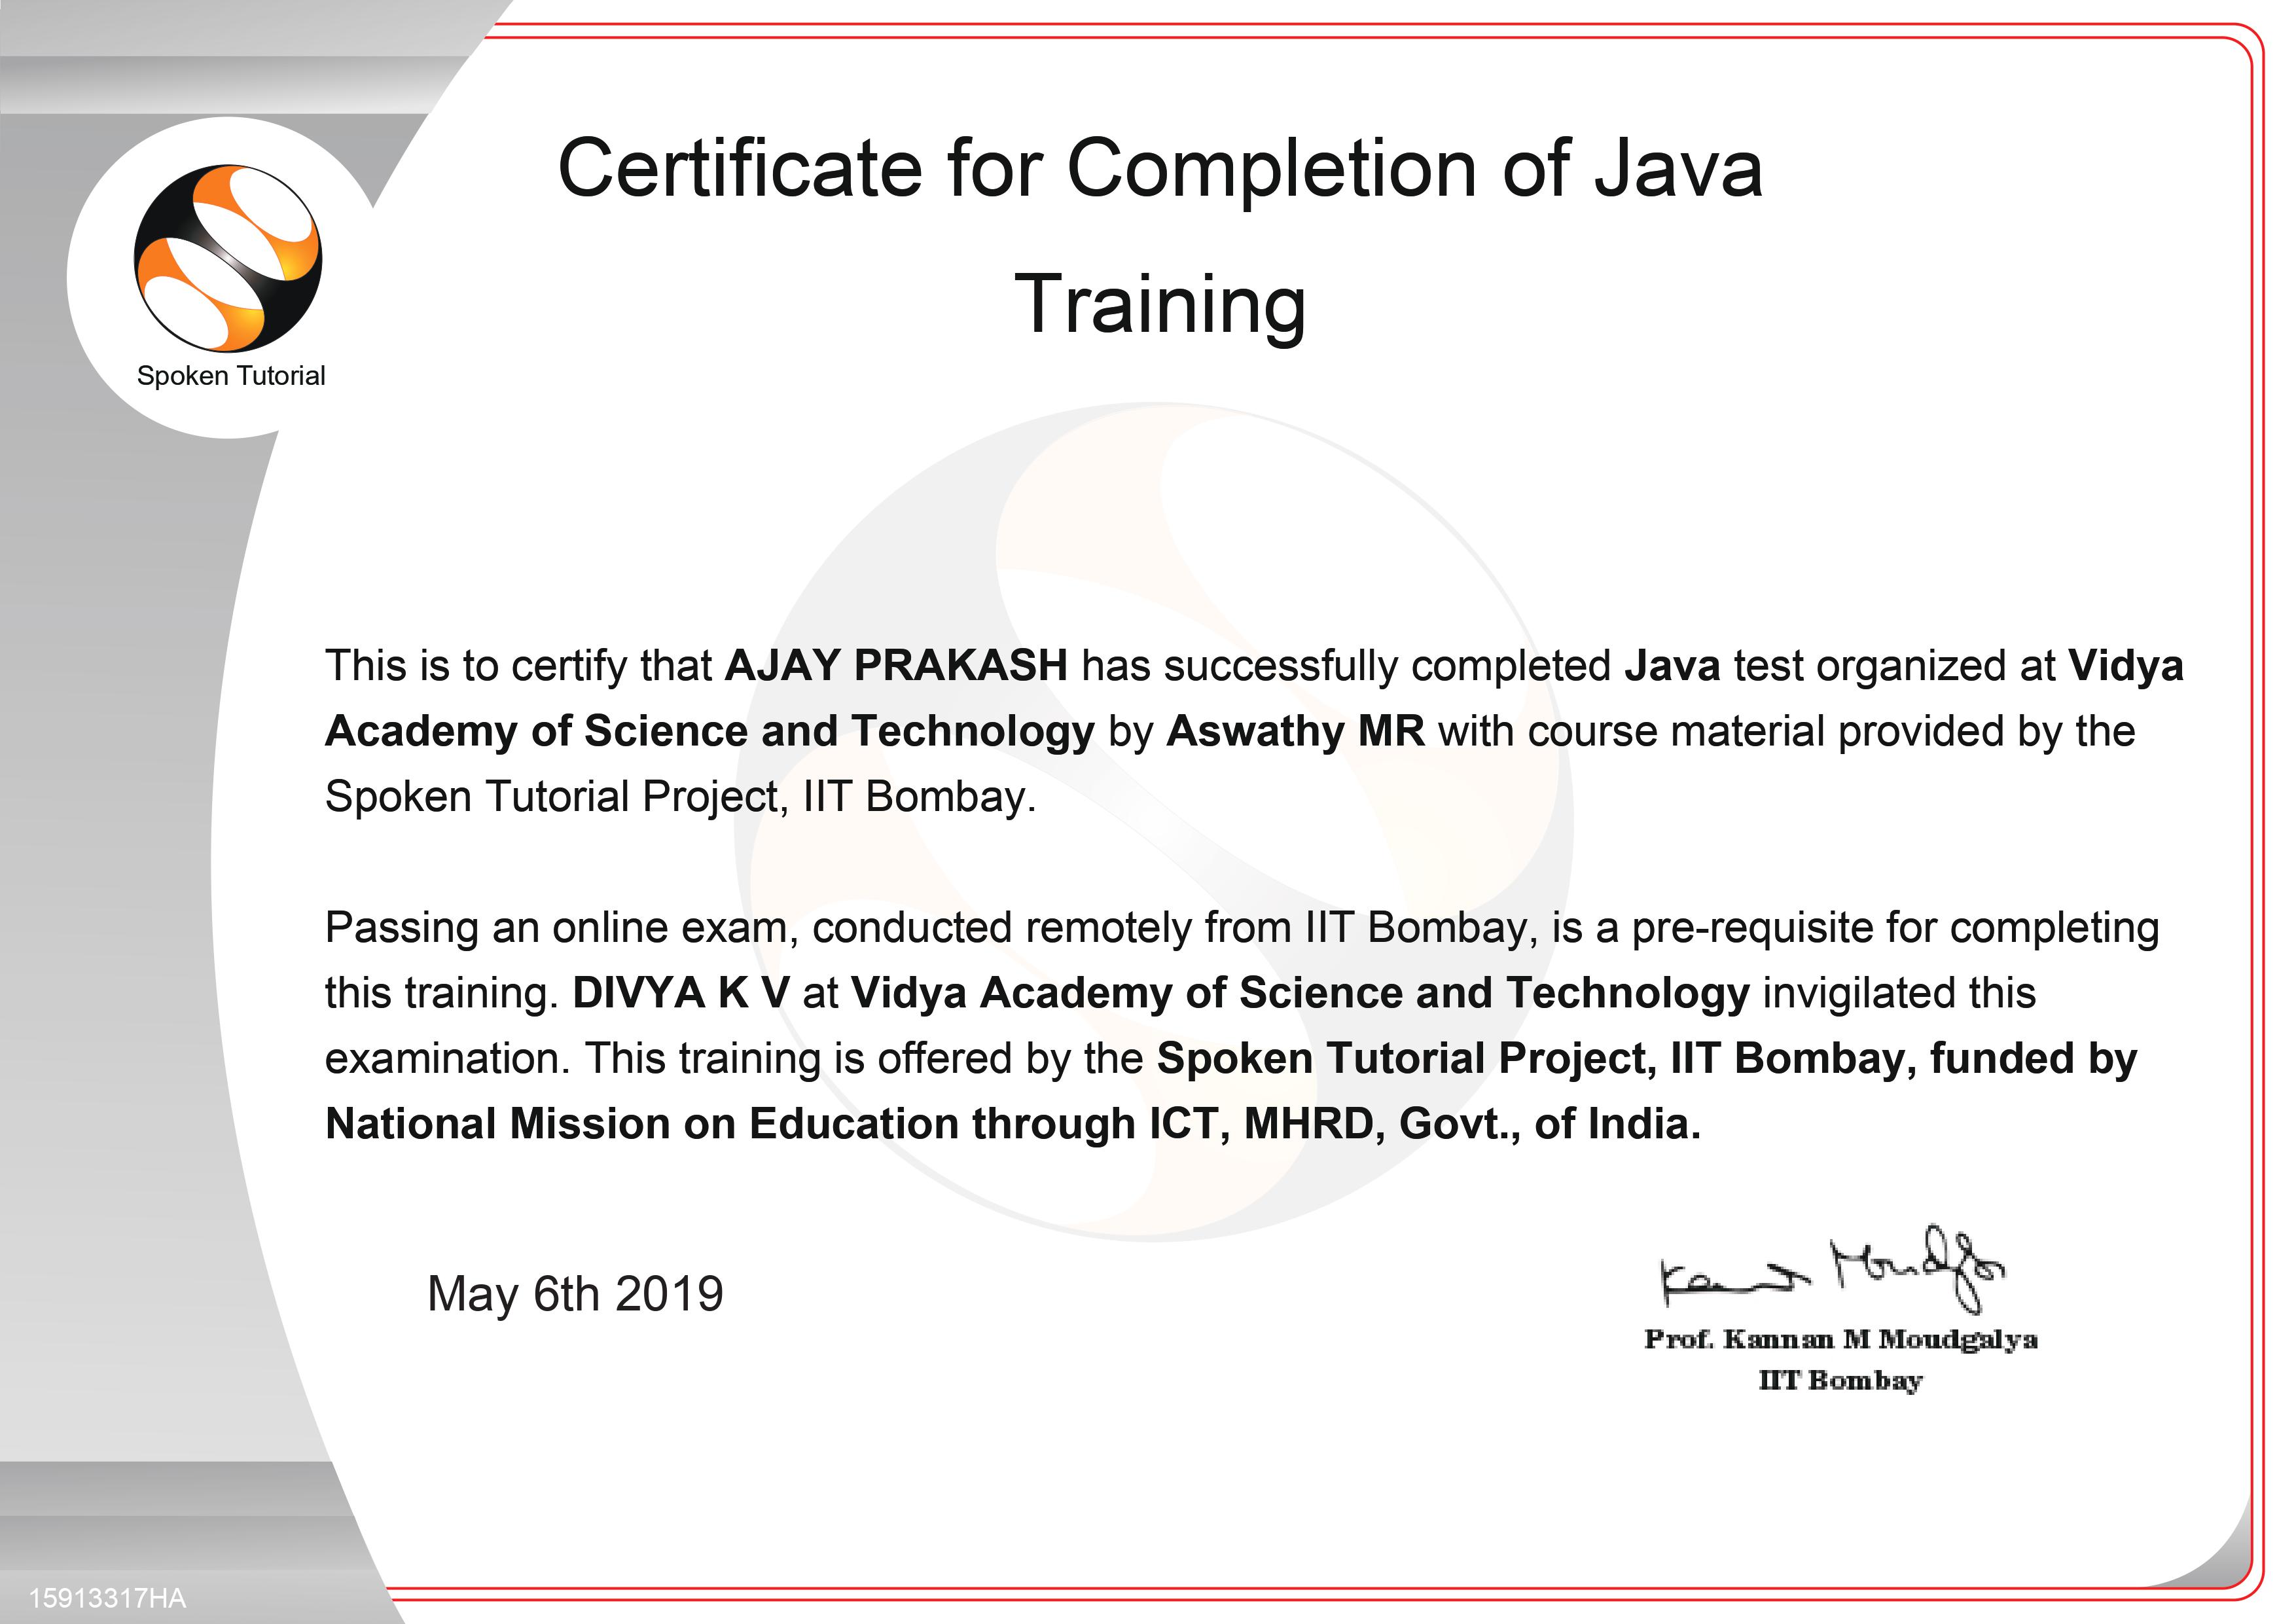 Certificate for Completion of Java
Training
Spoken Tutorial
This is to certify that AJAY PRAKASH has successfully completed Java test organized at Vidya
Academy of Science and Technology by Aswathy MR with course material provided by the
Spoken Tutorial Project, IIT Bombay.
Passing an online exam, conducted remotely from IIT Bombay, is a pre-requisite for completing
this training. DIVYA K V at Vidya Academy of Science and Technology invigilated this
examination. This training is offered by the Spoken Tutorial Project, IIT Bombay, funded by
National Mission on Education through ICT, MHRD, Govt., of India.
May 6th 2019
Prof. Kannan M Moudgalya
IIT Bombay
15913317HA